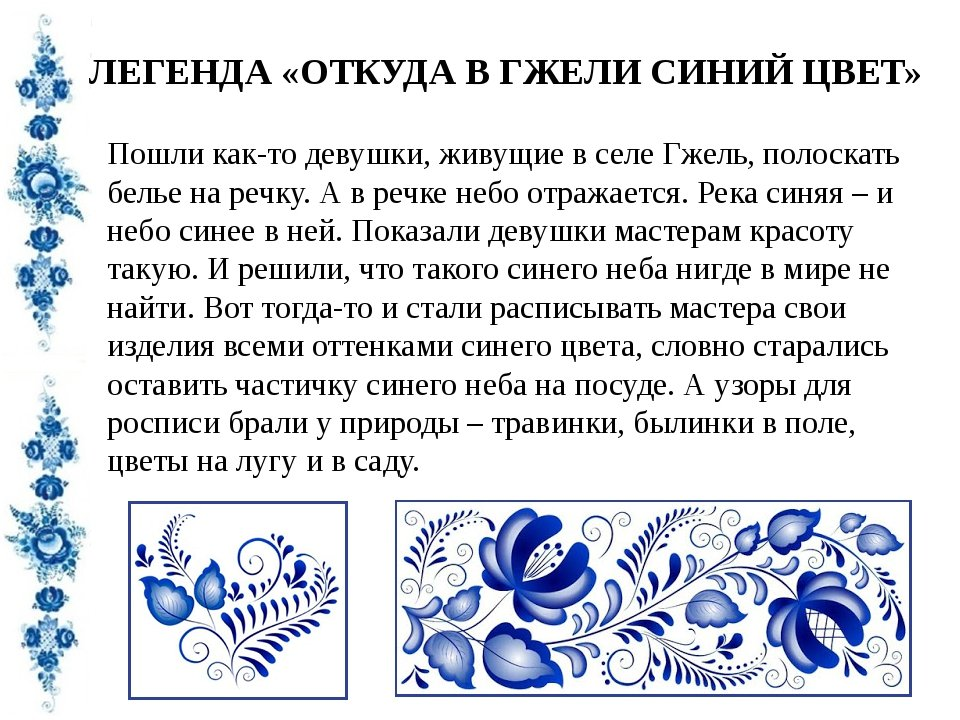 ЛЕГЕНДА «ОТКУДА В ГЖЕЛИ СИНИЙ ЦВЕТ»
Пошли как-то девушки, живущие в селе Гжель, полоскать
белье на речку. А в речке небо отражается. Река синяя – и
небо синее в ней. Показали девушки мастерам красоту
такую. И решили, что такого синего неба нигде в мире не
найти. Вот тогда-то и стали расписывать мастера свои
изделия всеми оттенками синего цвета, словно старались
оставить частичку синего неба на посуде. А узоры для
росписи брали у природы – травинки, былинки в поле,
цветы на лугу и в саду.